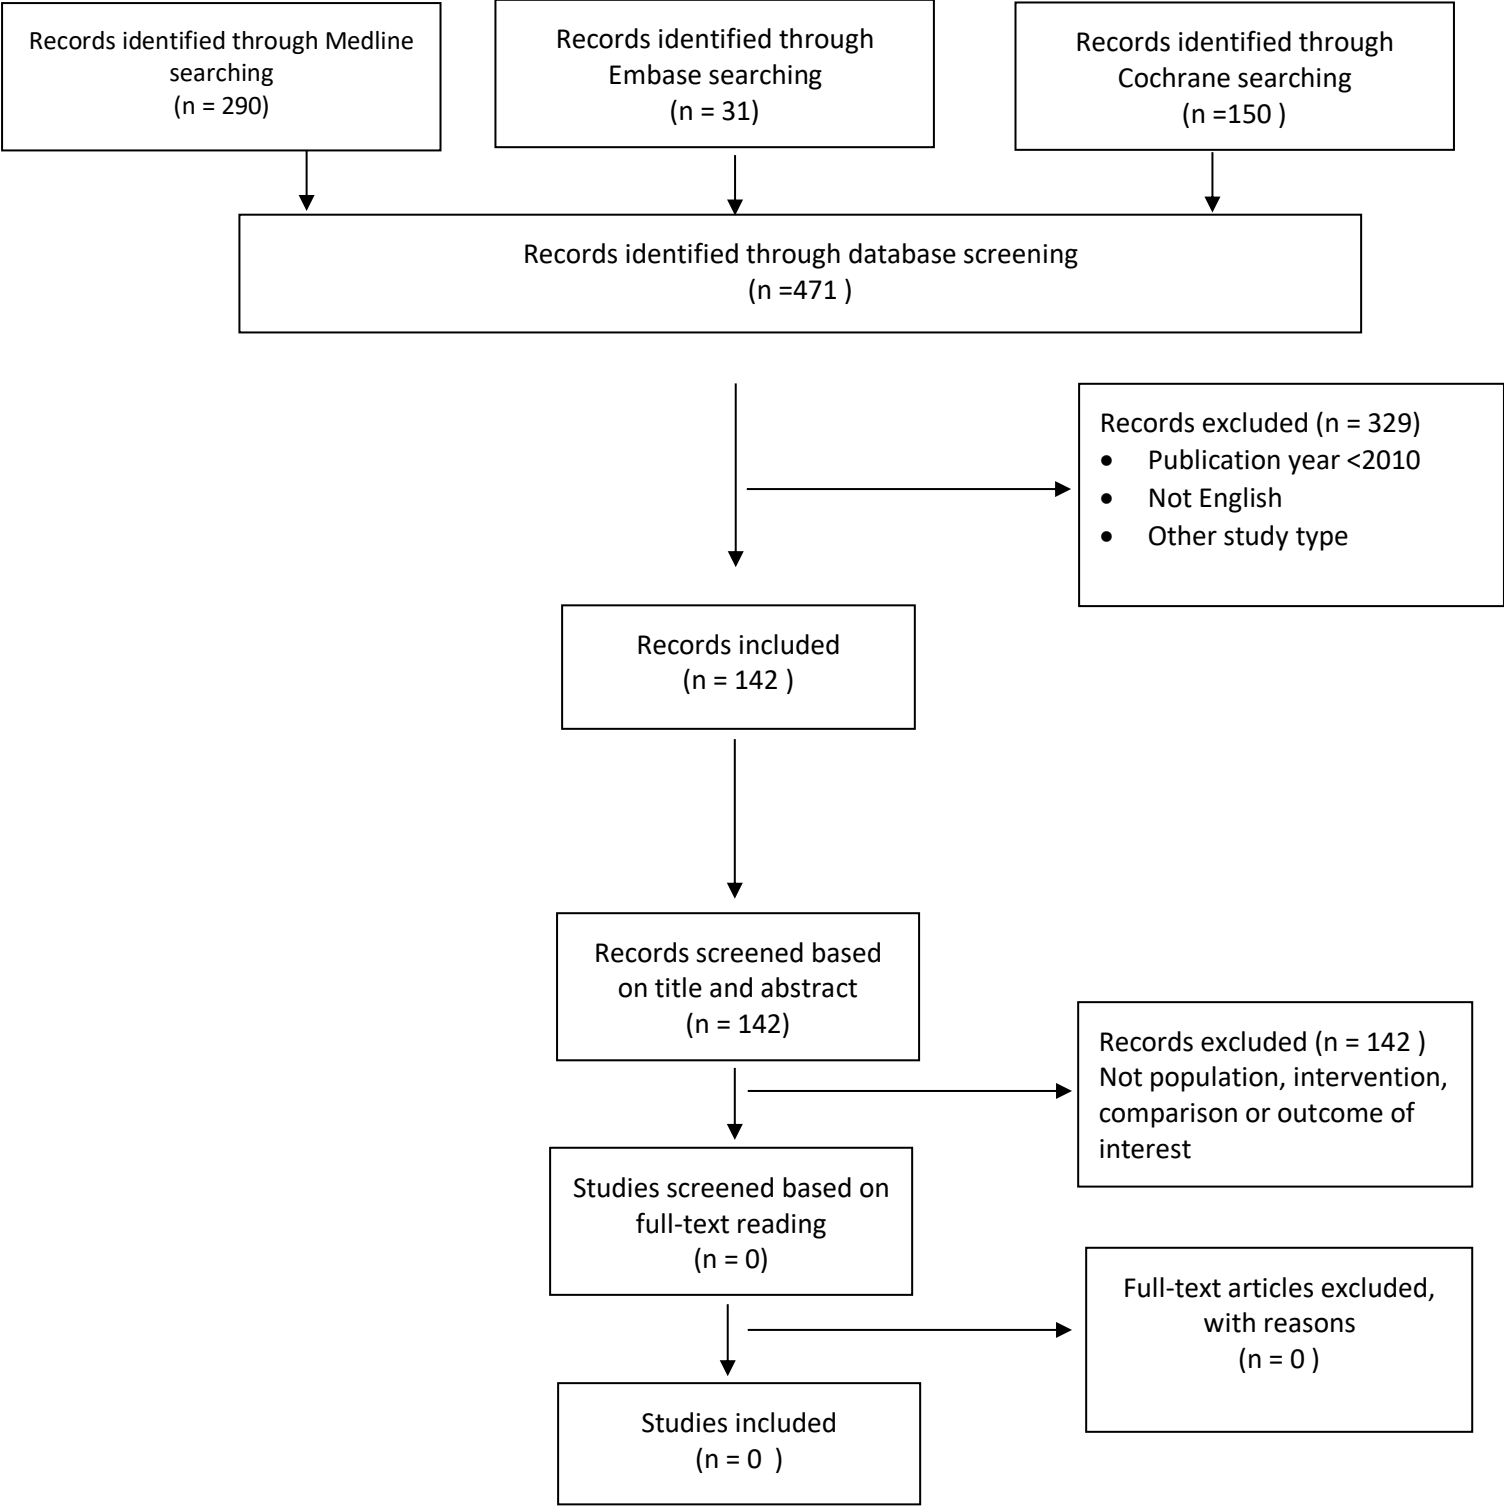 Records identified through Medline
searching
(n = 290)
Records identified through
Embase searching
(n = 31)
Records identified through
Cochrane searching
(n =150 )
Records identified through database screening
(n =471 )
Records excluded (n = 329)
• Publication year <2010
• Not English
• Other study type
Records included
(n = 142 )
Records screened based
on title and abstract
(n = 142)
Records excluded (n = 142 )
Not population, intervention,
comparison or outcome of
interest
Studies screened based on
full-text reading
(n = 0)
Full-text articles excluded,
with reasons
(n = 0 )
Studies included
(n = 0 )